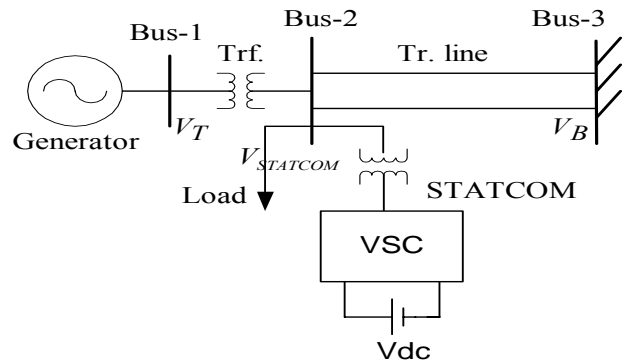 Bus-1
Trf.
Bus-2
Tr. line
Bus-3
Generator
V_T
V_STATCOM
V_B
Load
STATCOM
VSC
Vdc